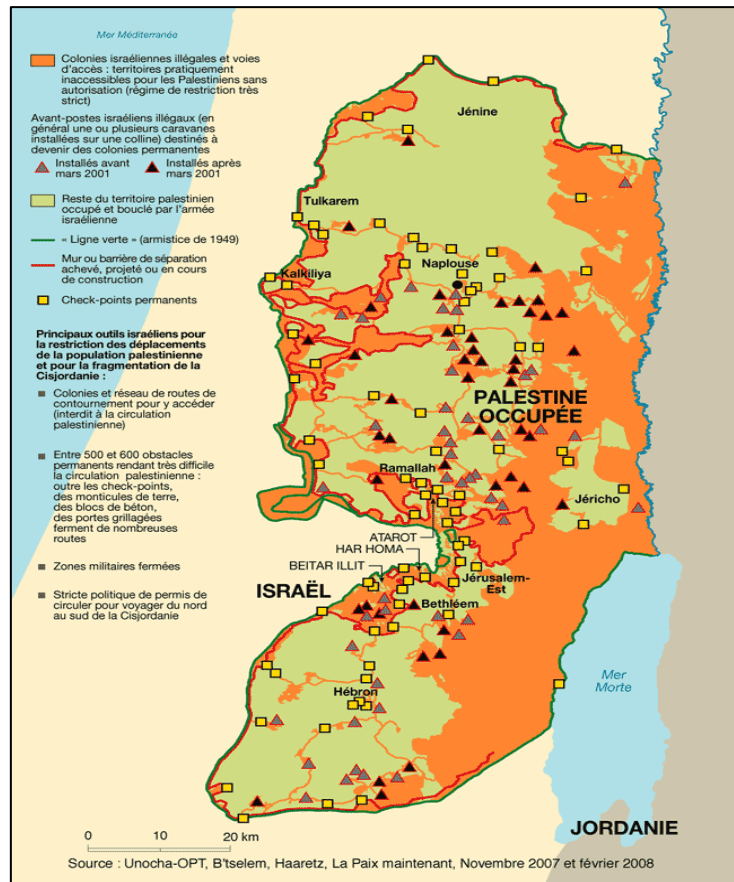 Mer Méditerranée
Colonies israéliennes illégales et voies
d'accès : territoires pratiquement
inaccessibles pour les Palestiniens sans
autorisation (régime de restriction très
strict)
Avant-postes israéliens illégaux (en
général une ou plusieurs caravanes
installées sur une colline) destinés à
devenir des colonies permanentes
Installés avant
mars 2001
Installés après
mars 2001
Reste du territoire palestinien
occupé et bouclé par l'armée
israélienne
« Ligne verte » (armistice de 1949)
Mur ou barrière de séparation
achevé, projeté ou en cours
de construction
Check-points permanents
Principaux outils israéliens pour
la restriction des déplacements
de la population palestinienne
et pour la fragmentation de la
Cisjordanie :
Colonies et réseau de routes de
contournement pour y accéder
(interdit à la circulation
palestinienne)
Entre 500 et 600 obstacles
permanents rendant très difficile
la circulation palestinienne :
outre les check-points,
des monticules de terre,
des blocs de béton,
des portes grillagées
ferment de nombreuses
routes
Zones militaires fermées
Stricte politique de permis de
circuler pour voyager du nord
au sud de la Cisjordanie
Jénine
Tulkarem
Naplouse
Kalkiliya
PALESTINE
OCCUPÉE
Ramallah
Jéricho
ATAROT
HAR HOMA
BEITAR ILLIT
ISRAËL
Jérusalem-
Est
Bethléem
Hébron
Mer
Morte
JORDANIE
0 10 20 km
Source : Unocha-OPT, B'tselem, Haaretz, La Paix maintenant, Novembre 2007 et février 2008